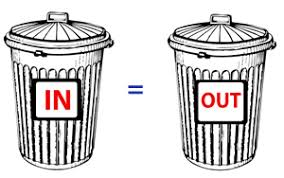 IN = OUT